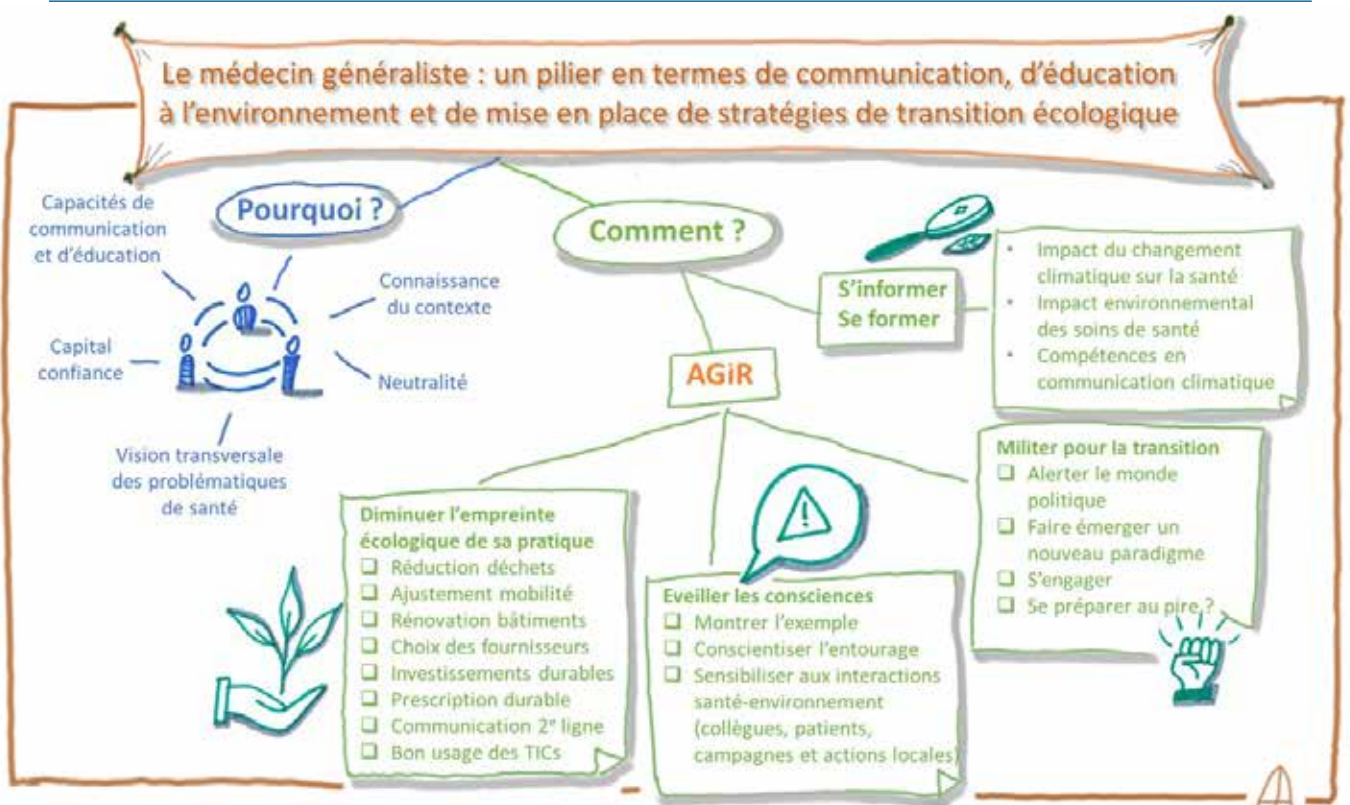 Le médecin généraliste : un pilier en termes de communication, d'éducation
à l'environnement et de mise en place de stratégies de transition écologique
Pourquoi ?
Capacités de
communication
et d'éducation
Connaissance
du contexte
Capital
confiance
Neutralité
Vision transversale
des problématiques
de santé
Comment ?
S'informer
Se former
• Impact du changement
climatique sur la santé
• Impact environnemental
des soins de santé
• Compétences en
communication climatique
AGiR
Diminuer l'empreinte
écologique de sa pratique
❑ Réduction déchets
❑ Ajustement mobilité
❑ Rénovation bâtiments
❑ Choix des fournisseurs
❑ Investissements durables
❑ Prescription durable
❑ Communication 2e ligne
❑ Bon usage des TICs
Eveiller les consciences
❑ Montrer l'exemple
❑ Conscientiser l'entourage
❑ Sensibiliser aux interactions
santé-environnement
(collègues, patients,
campagnes et actions locales)
Militer pour la transition
❑ Alerter le monde
politique
❑ Faire émerger un
nouveau paradigme
❑ S'engager
❑ Se préparer au pire ?